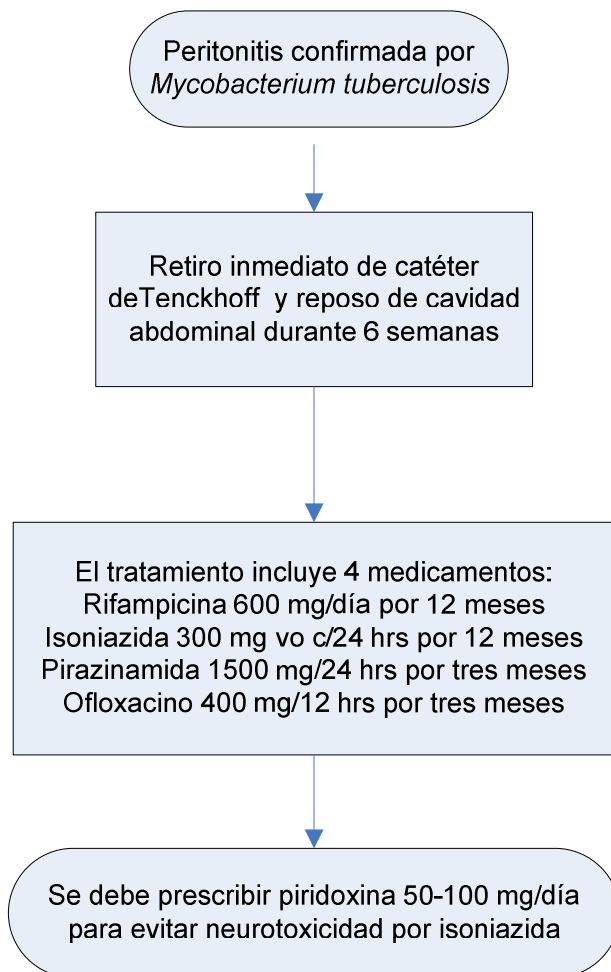 Peritonitis confirmada por
Mycobacterium tuberculosis
Retiro inmediato de catéter
deTenckhoff y reposo de cavidad
abdominal durante 6 semanas
El tratamiento incluye 4 medicamentos:
Rifampicina 600 mg/día por 12 meses
Isoniazida 300 mg vo c/24 hrs por 12 meses
Pirazinamida 1500 mg/24 hrs por tres meses
Ofloxacino 400 mg/12 hrs por tres meses
Se debe prescribir piridoxina 50-100 mg/día
para evitar neurotoxicidad por isoniazida